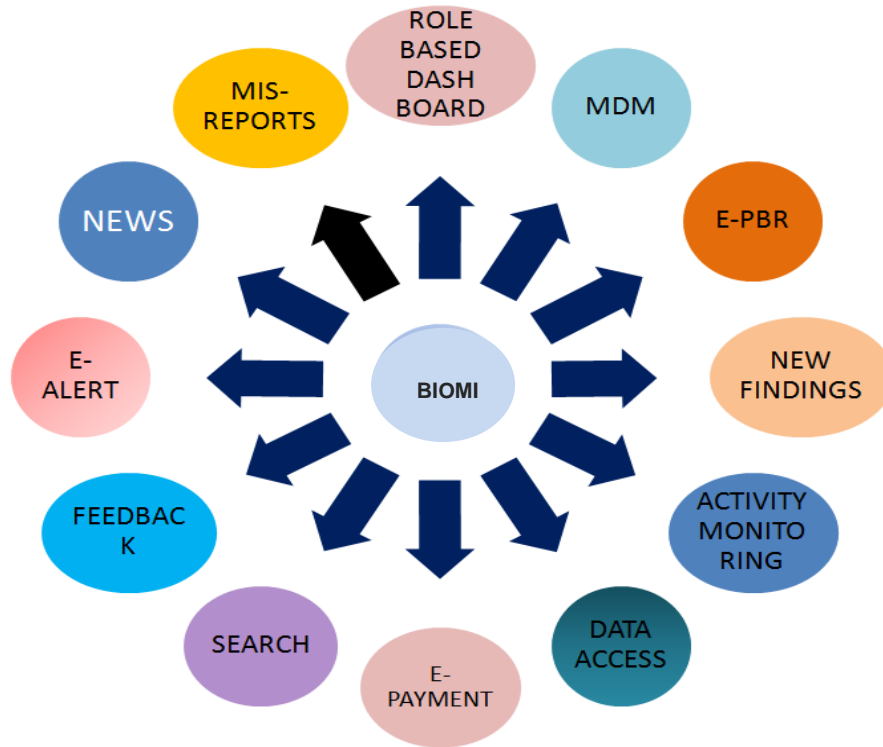 ROLE
BASED
DASH
BOARD
MDM
E-PBR
NEW
FINDINGS
ACTIVITY
MONITO
RING
DATA
ACCESS
E-
PAYMENT
SEARCH
FEEDBAC
K
E-
ALERT
NEWS
MIS-
REPORTS
BIOMI